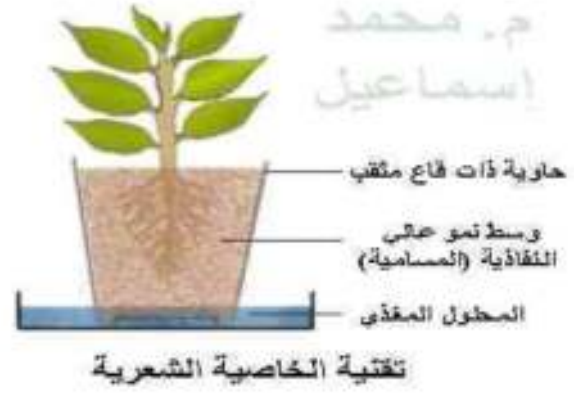 م. محمد
إسماعيل
حاوية ذات قاع مثقب
وسط نمو عالي
النفاذية (المسامية)
المحلول المغذي
تقنية الخاصية الشعرية